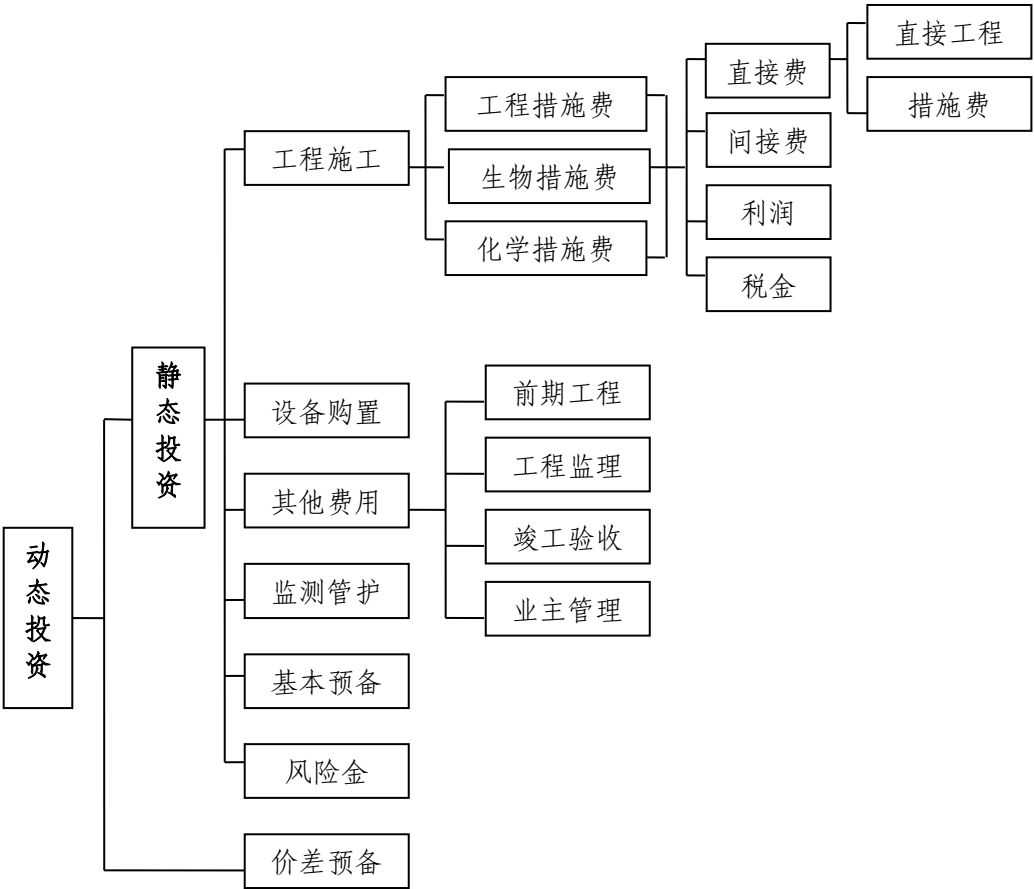 直接工程
直接费
措施费
工程措施费
间接费
工程施工
生物措施费
利润
化学措施费
税金
静态投资
前期工程
设备购置
工程监理
其他费用
竣工验收
动态投资
监测管护
业主管理
基本预备
风险金
价差预备